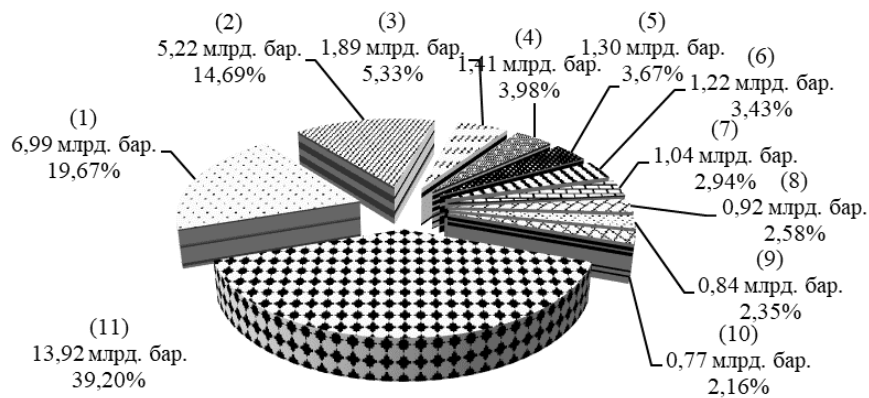 (1)
6,99 млрд. бар.
19,67%
(2)
5,22 млрд. бар.
14,69%
(3)
1,89 млрд. бар.
5,33%
(4)
1,41 млрд. бар.
3,98%
(5)
1,30 млрд. бар.
3,67%
(6)
1,22 млрд. бар.
3,43%
(7)
1,04 млрд. бар.
2,94%
(8)
0,92 млрд. бар.
2,58%
(9)
0,84 млрд. бар.
2,35%
(10)
0,77 млрд. бар.
2,16%
(11)
13,92 млрд. бар.
39,20%